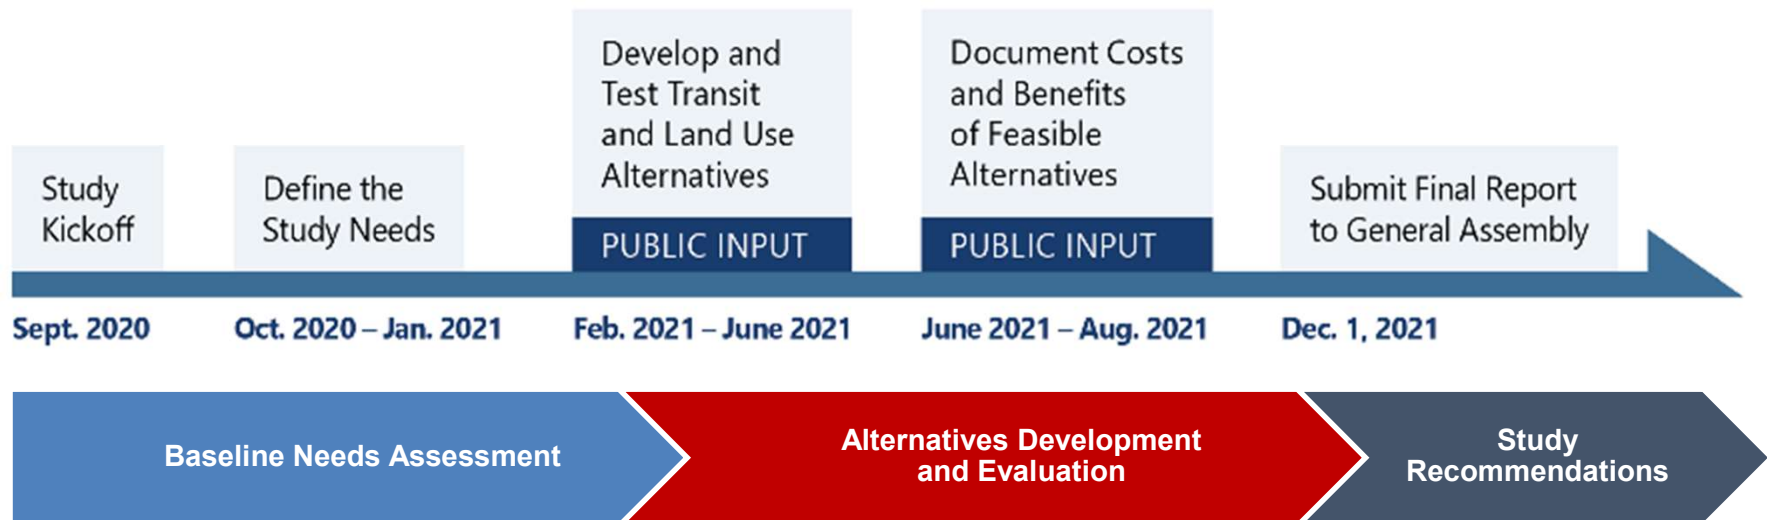 Study
Kickoff
Define the
Study Needs
Develop and
Test Transit
and Land Use
Alternatives
PUBLIC INPUT
Document Costs
and Benefits
of Feasible
Alternatives
PUBLIC INPUT
Submit Final Report
to General Assembly
Sept. 2020
Oct. 2020 – Jan. 2021
Feb. 2021 – June 2021
June 2021 – Aug. 2021
Dec. 1, 2021
Baseline Needs Assessment
Alternatives Development
and Evaluation
Study
Recommendations